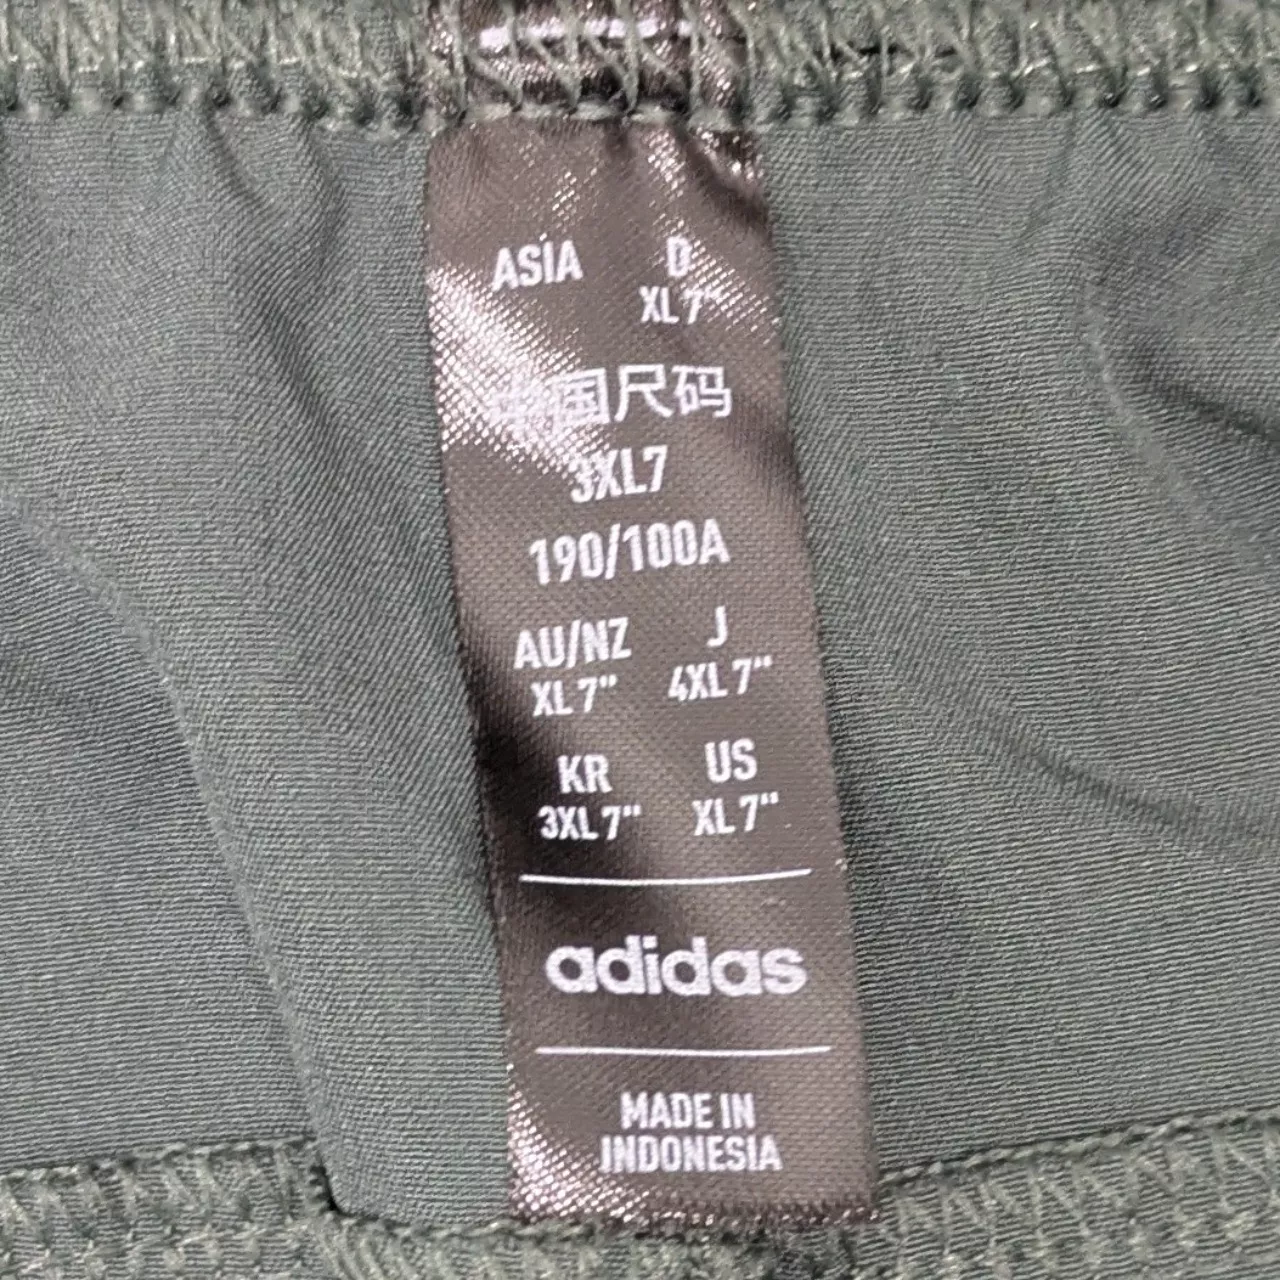 ASIA D
XL 7"
中国尺码
3XL7
190/100A
AU/NZ J
XL 7" 4XL 7"
KR US
3XL 7" XL 7"
adidas
MADE IN
INDONESIA